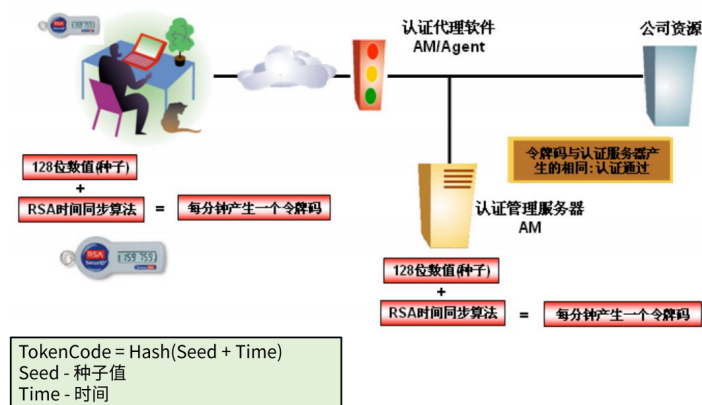 认证代理软件
AM/Agent
公司资源
令牌码与认证服务器产
生的相同:认证通过
128位数值(种子)
+
RSA时间同步算法
=
每分钟产生一个令牌码
认证管理服务器
AM
RSA
SecurID
159 759
128位数值(种子)
+
RSA时间同步算法
=
每分钟产生一个令牌码
TokenCode = Hash(Seed + Time)
Seed - 种子值
Time - 时间